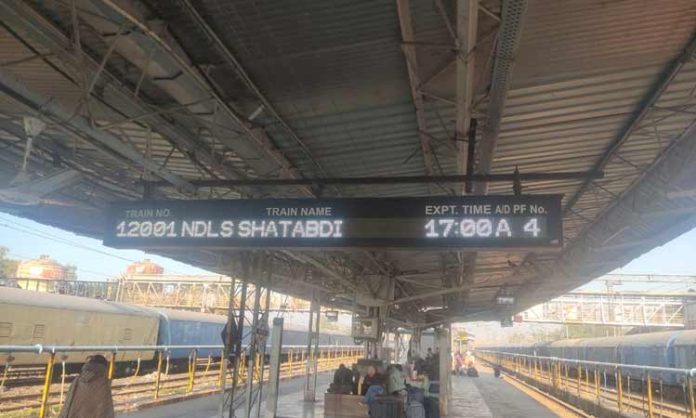 TRAIN NO. TRAIN NAME EXPT. TIME A/D PF No.
12001 NDLS SHATABDI 17:00 A 4